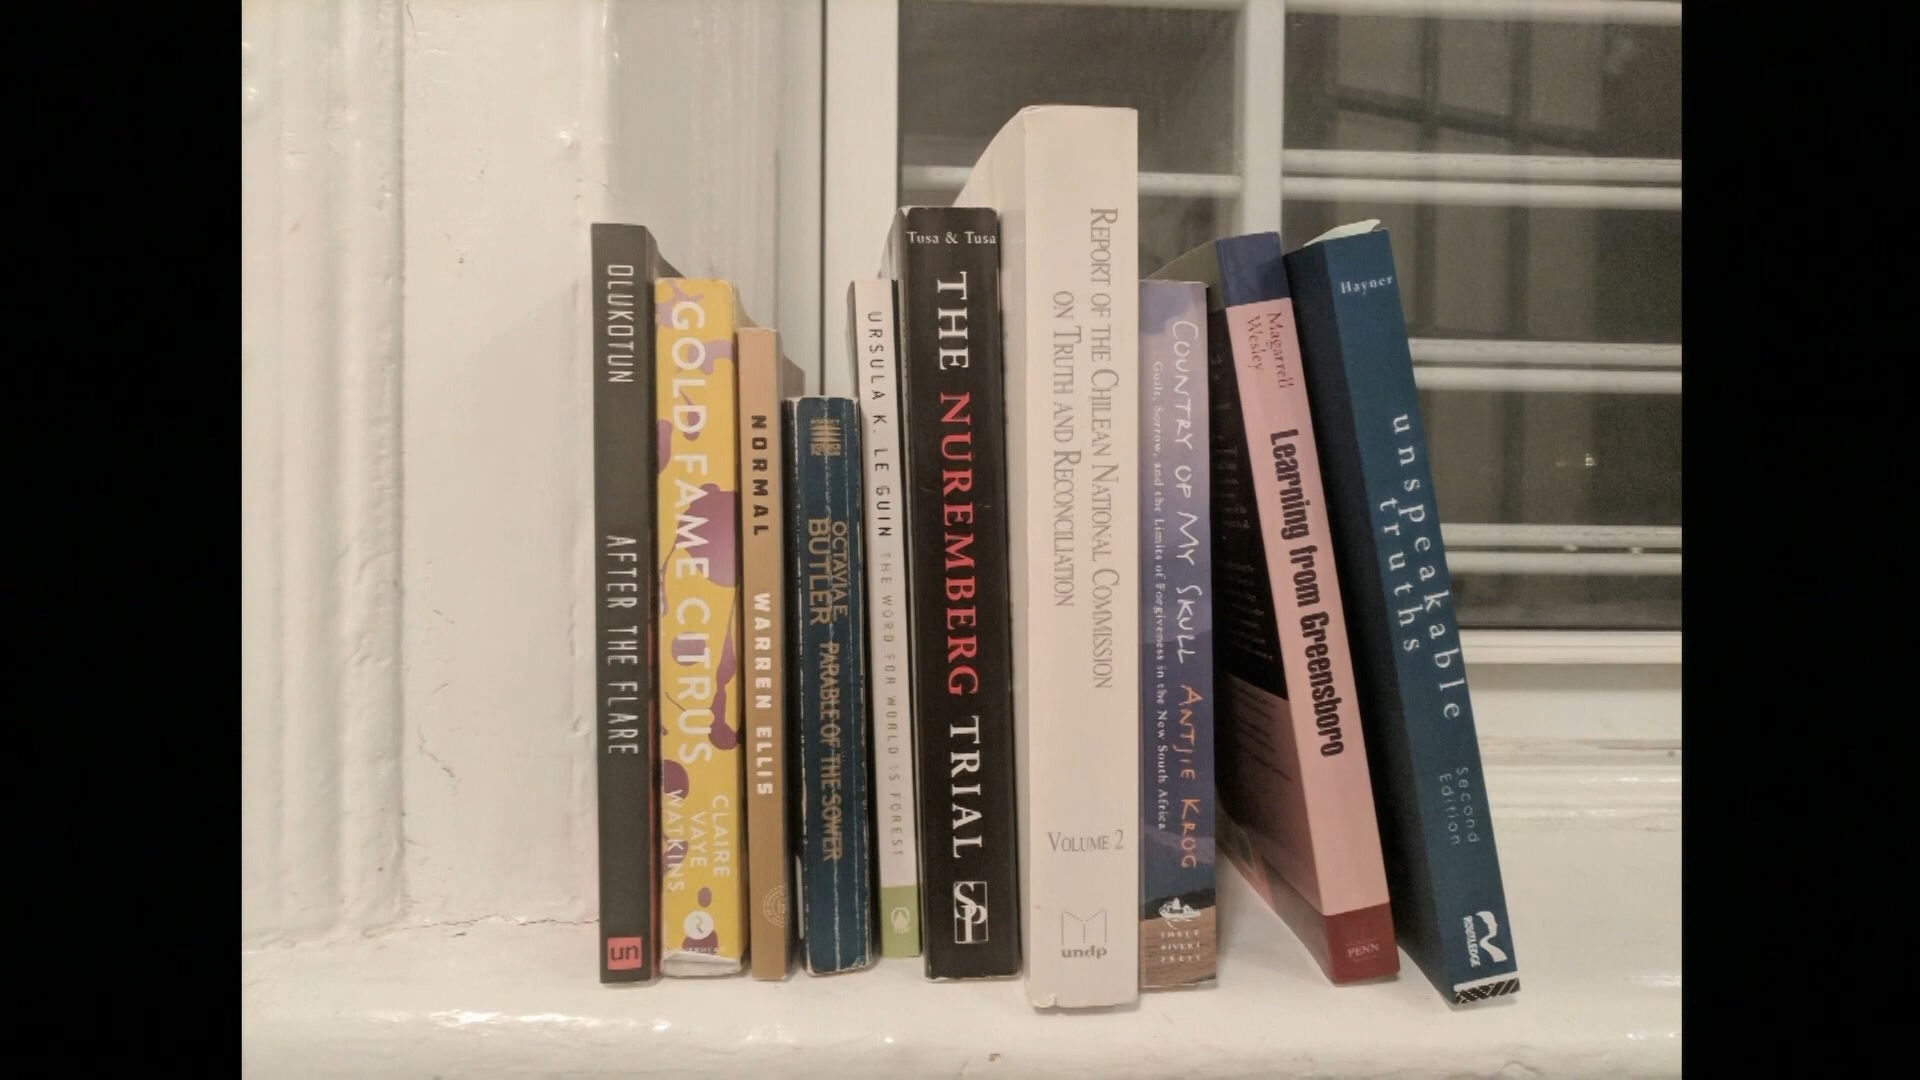 OLUKOTUN
AFTER THE FLARE
un
GOLD FAME CITRUS
CLAIRE
VAYE
WATKINS
NORMAL
WARREN ELLIS
OCTAVIA E.
BUTLER
PARABLE OF THE SOWER
URSULA K. LE GUIN THE WORD FOR WORLD IS FOREST
Tusa & Tusa
THE NUREMBERG TRIAL
REPORT OF THE CHILEAN NATIONAL COMMISSION
ON TRUTH AND RECONCILIATION
VOLUME 2
undp
COUNTRY OF MY SKULL ANTJIE KROG
Guilt, Sorrow, and the Limits of Forgiveness in the New South Africa
THREE
RIVERS
PRESS
Magarrell
Wesley
Learning from Greensboro
PENN
Hayner
unspeakable
truths
Second
Edition
ROUTLEDGE